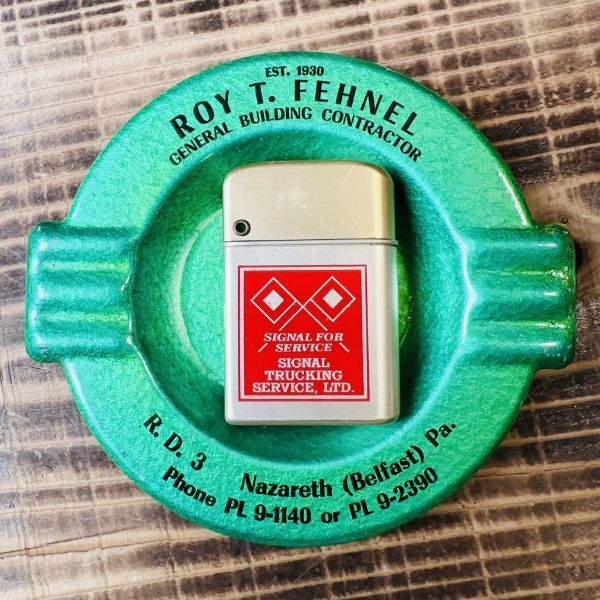 EST. 1930
ROY T. FEHNEL
GENERAL BUILDING CONTRACTOR
SIGNAL FOR
SERVICE
SIGNAL
TRUCKING
SERVICE, LTD.
R. D. 3 Nazareth (Belfast) Pa.
Phone PL 9-1140 or PL 9-2390